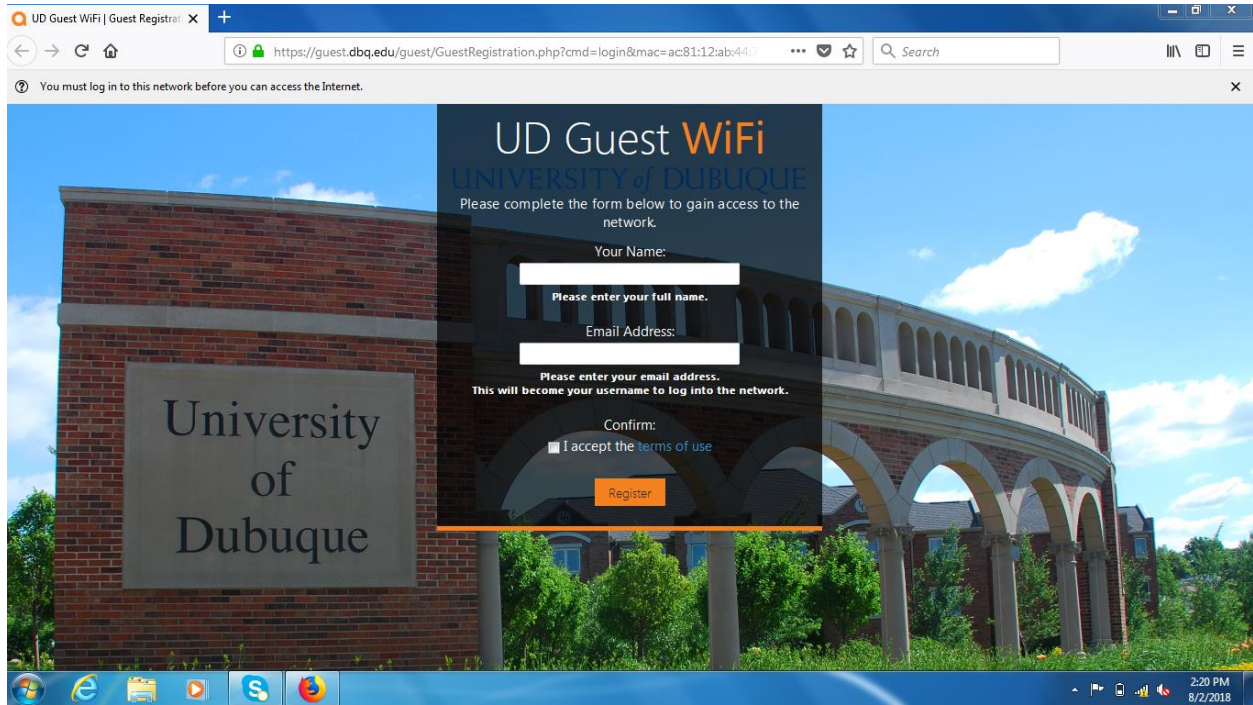 UD Guest WiFi | Guest Registrat
https://guest.dbq.edu/guest/GuestRegistration.php?cmd=login&mac=ac:81:12:ab:44:7
Search
You must log in to this network before you can access the Internet.
UD Guest WiFi
UNIVERSITY of DUBUQUE
Please complete the form below to gain access to the
network.
Your Name:
Please enter your full name.
Email Address:
Please enter your email address.
This will become your username to log into the network.
Confirm:
I accept the terms of use
Register
University
of
Dubuque
2:20 PM
8/2/2018